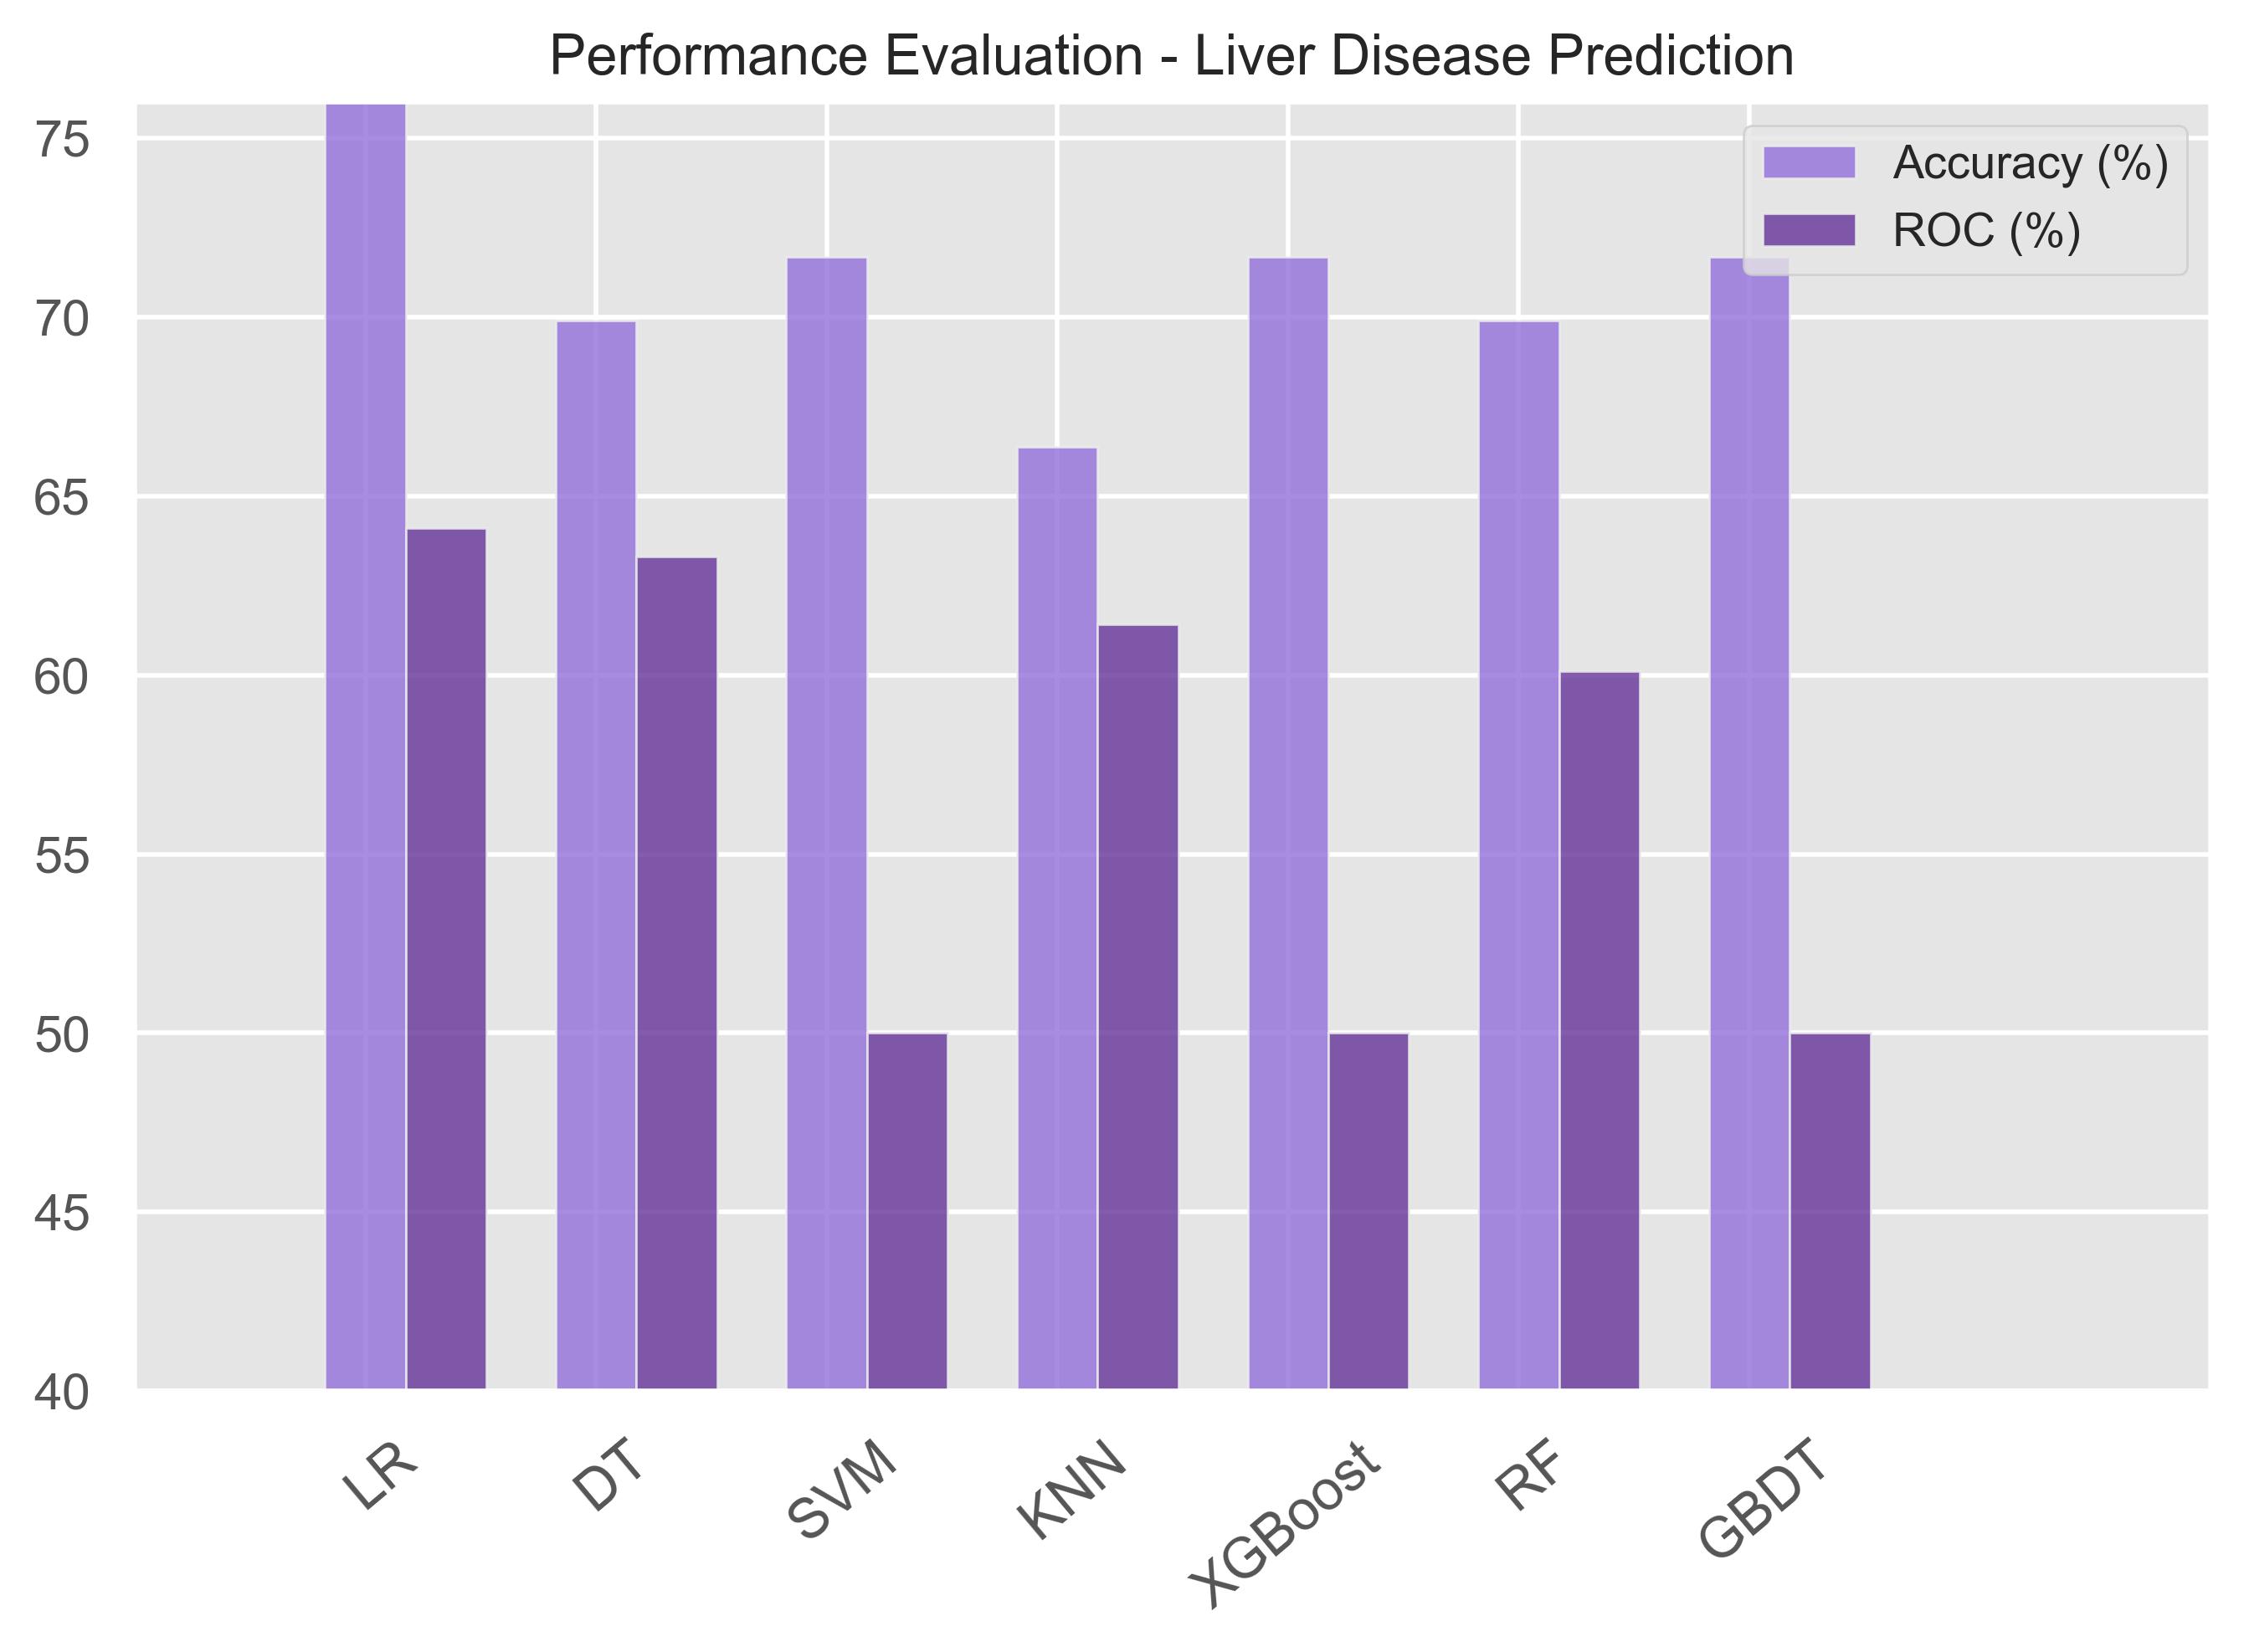 Performance Evaluation - Liver Disease Prediction
75
70
65
60
55
50
45
40
Accuracy (%)
ROC (%)
LR
DT
SVM
KNN
XGBoost
RF
GBDT